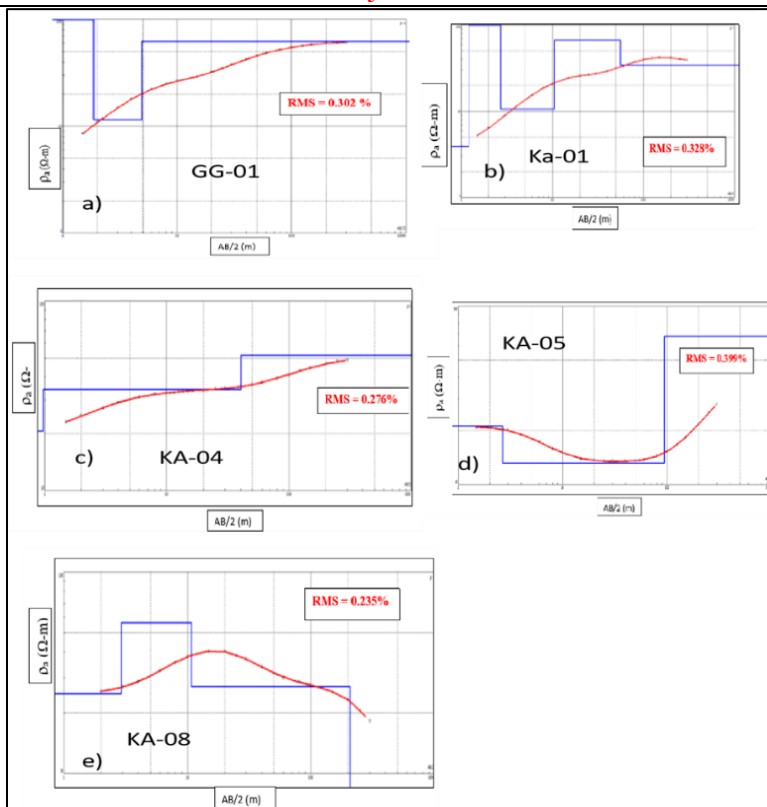 ρa (Ω-m)
RMS = 0.302 %
GG-01
a)
AB/2 (m)
ρa (Ω-m)
Ka-01
RMS = 0.328%
b)
AB/2 (m)
ρa (Ω-
RMS = 0.276%
c)
KA-04
AB/2 (m)
KA-05
ρa (Ω-m)
RMS = 0.399%
d)
AB/2 (m)
ρa (Ω-m)
RMS = 0.235%
KA-08
e)
AB/2 (m)